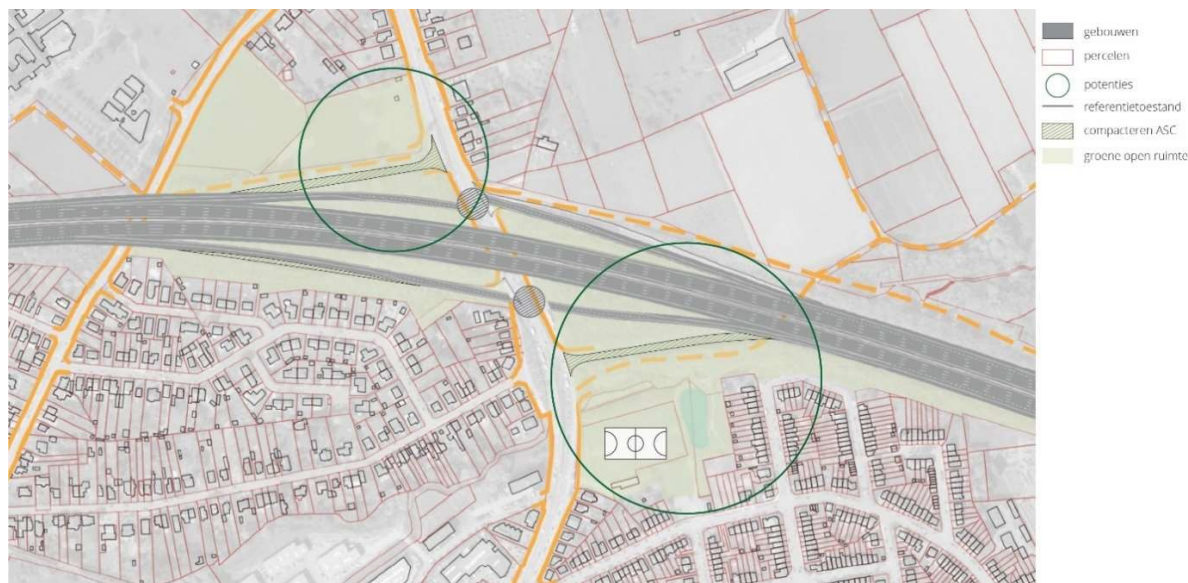 gebouwen
percelen
potenties
referentietoestand
compacteren ASC
groene open ruimte